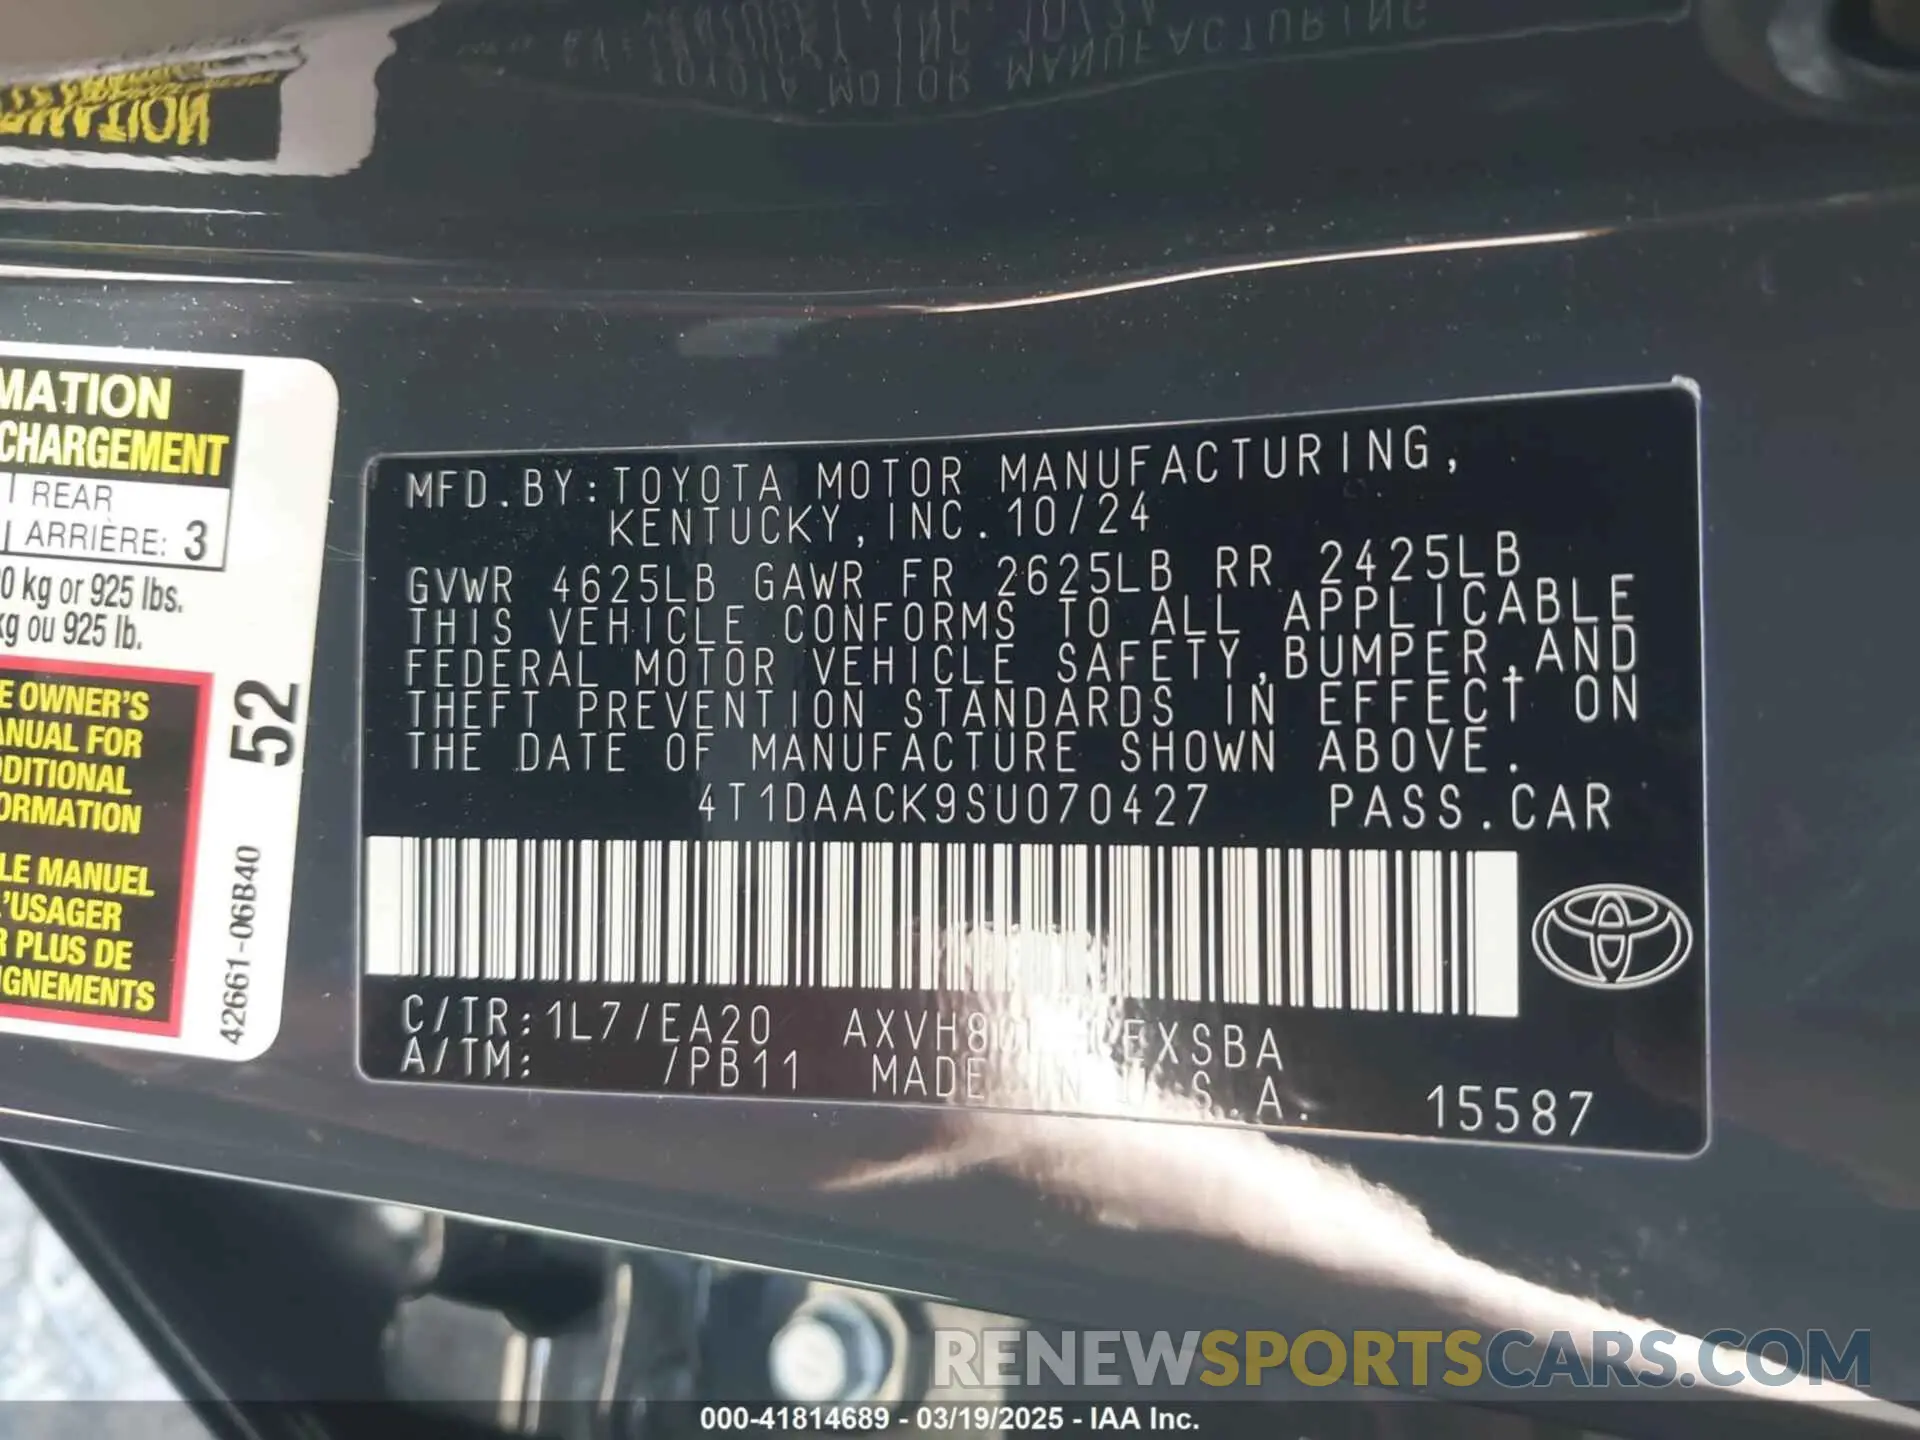 MATION
CHARGEMENT
REAR
ARRIÈRE: 3
0 kg or 925 lbs.
kg ou 925 lb.
E OWNER'S
ANUAL FOR
DDITIONAL
ORMATION
LE MANUEL
L'USAGER
R PLUS DE
IGNEMENTS
52
42661-06B40
MFD.BY:TOYOTA MOTOR MANUFACTURING,
KENTUCKY,INC.10/24
GVWR 4625LB GAWR FR 2625LB RR 2425LB
THIS VEHICLE CONFORMS TO ALL APPLICABLE
FEDERAL MOTOR VEHICLE SAFETY,BUMPER,AND
THEFT PREVENTION STANDARDS IN EFFECT ON
THE DATE OF MANUFACTURE SHOWN ABOVE.
4T1DAACK9SU070427 PASS.CAR
C/TR:1L7/EA20
A/TM: /PB11 MADE IN U.S.A. 15587
RENEWSPORTSCARS.COM
000-41814689 - 03/19/2025 - IAA Inc.